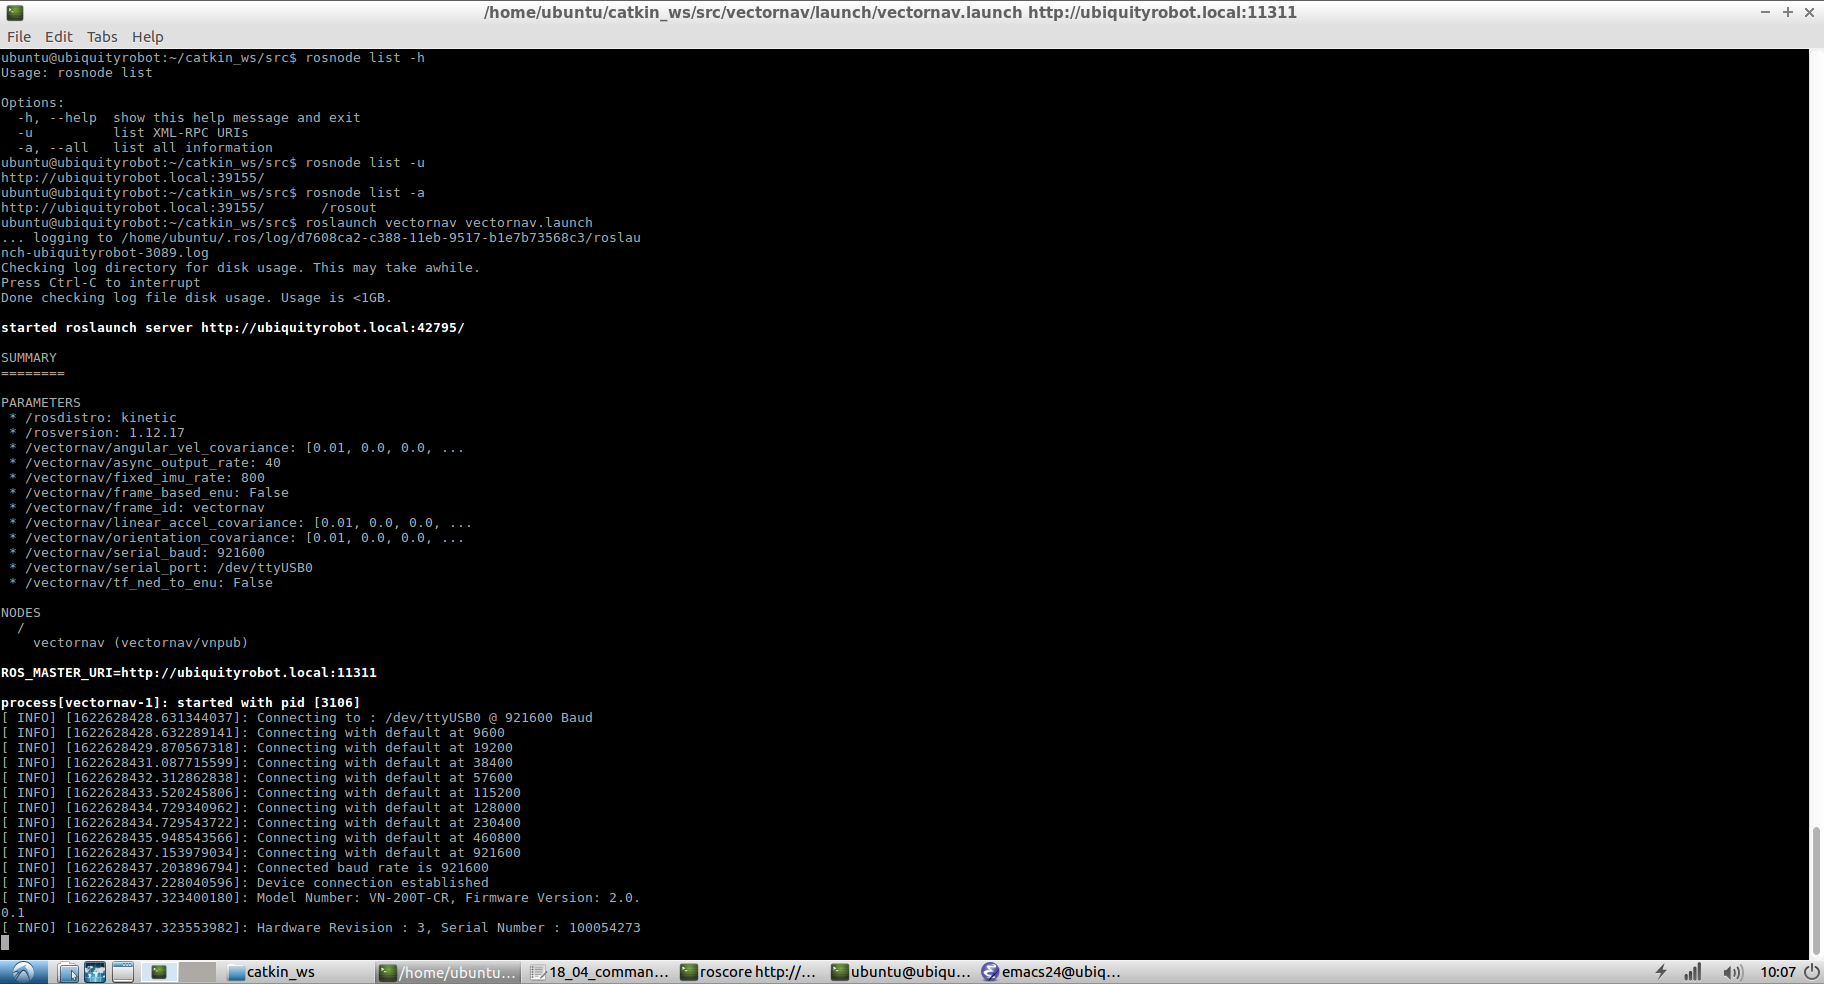 /home/ubuntu/catkin_ws/src/vectornav/launch/vectornav.launch http://ubiquityrobot.local:11311
File Edit Tabs Help
ubuntu@ubiquityrobot:~/catkin_ws/src$ rosnode list -h
Usage: rosnode list
Options:
-h, --help  show this help message and exit
-u          list XML-RPC URIs
-a, --all   list all information
ubuntu@ubiquityrobot:~/catkin_ws/src$ rosnode list -u
http://ubiquityrobot.local:39155/
ubuntu@ubiquityrobot:~/catkin_ws/src$ rosnode list -a
http://ubiquityrobot.local:39155/       /rosout
ubuntu@ubiquityrobot:~/catkin_ws/src$ roslaunch vectornav vectornav.launch
... logging to /home/ubuntu/.ros/log/d7608ca2-c388-11eb-9517-b1e7b73568c3/roslau
nch-ubiquityrobot-3089.log
Checking log directory for disk usage. This may take awhile.
Press Ctrl-C to interrupt
Done checking log file disk usage. Usage is <1GB.
started roslaunch server http://ubiquityrobot.local:42795/
SUMMARY
========
PARAMETERS
* /rosdistro: kinetic
* /rosversion: 1.12.17
* /vectornav/angular_vel_covariance: [0.01, 0.0, 0.0, ...
* /vectornav/async_output_rate: 40
* /vectornav/fixed_imu_rate: 800
* /vectornav/frame_based_enu: False
* /vectornav/frame_id: vectornav
* /vectornav/linear_accel_covariance: [0.01, 0.0, 0.0, ...
* /vectornav/orientation_covariance: [0.01, 0.0, 0.0, ...
* /vectornav/serial_baud: 921600
* /vectornav/serial_port: /dev/ttyUSB0
* /vectornav/tf_ned_to_enu: False
NODES
/
vectornav (vectornav/vnpub)
ROS_MASTER_URI=http://ubiquityrobot.local:11311
process[vectornav-1]: started with pid [3106]
[ INFO] [1622628428.631344037]: Connecting to : /dev/ttyUSB0 @ 921600 Baud
[ INFO] [1622628428.632289141]: Connecting with default at 9600
[ INFO] [1622628429.870567318]: Connecting with default at 19200
[ INFO] [1622628431.087715599]: Connecting with default at 38400
[ INFO] [1622628432.312862838]: Connecting with default at 57600
[ INFO] [1622628433.520245806]: Connecting with default at 115200
[ INFO] [1622628434.729340962]: Connecting with default at 128000
[ INFO] [1622628434.729543722]: Connecting with default at 230400
[ INFO] [1622628435.948543566]: Connecting with default at 460800
[ INFO] [1622628437.153979034]: Connecting with default at 921600
[ INFO] [1622628437.203896794]: Connected baud rate is 921600
[ INFO] [1622628437.228040596]: Device connection established
[ INFO] [1622628437.323400180]: Model Number: VN-200T-CR, Firmware Version: 2.0.
0.1
[ INFO] [1622628437.323553982]: Hardware Revision : 3, Serial Number : 100054273
catkin_ws /home/ubuntu... 18_04_comman... roscore http://... ubuntu@ubiqu... emacs24@ubiq... 10:07